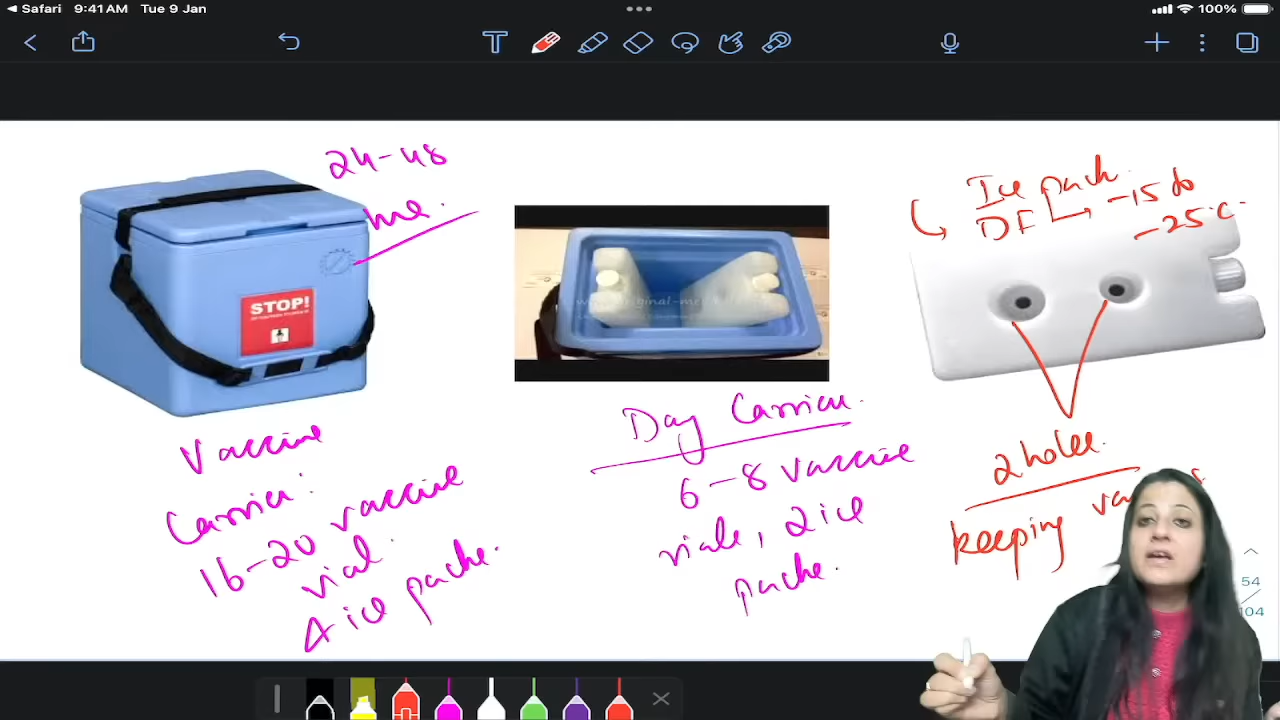 Safari 9:41 AM Tue 9 Jan
100%
24-48
hrs.
STOP!
Vaccine
Carrier:
16-20 vaccine
vial.
4 ice packs.
Day Carrier.
6-8 vaccine
vials, 2 ice
packs.
Ice pack.
DF → -15 to
-25°C.
2 holes.
keeping
54
104